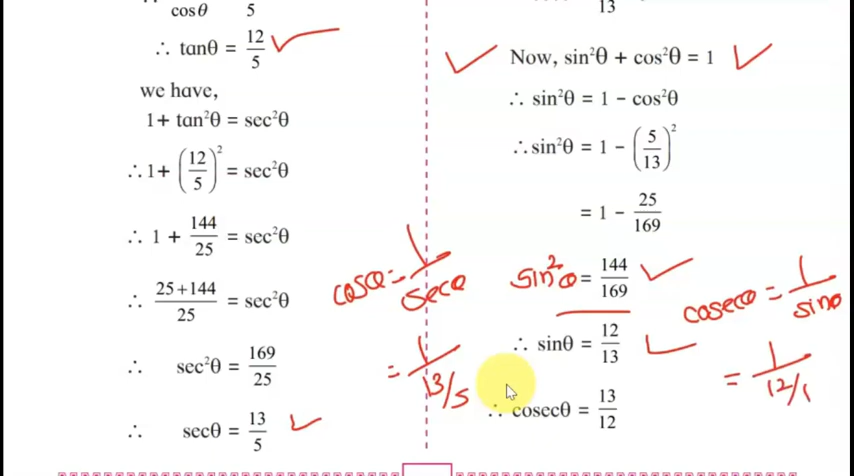 ∴ 
cosθ 5
∴ tanθ = 12/5
we have,
1 + tan²θ = sec²θ
∴ 1 + (12/5)² = sec²θ
∴ 1 + 144/25 = sec²θ
∴ (25+144)/25 = sec²θ
∴ sec²θ = 169/25
∴ secθ = 13/5
cosθ = 1/secθ
= 1/(13/5)
13
Now, sin²θ + cos²θ = 1
∴ sin²θ = 1 − cos²θ
∴ sin²θ = 1 − (5/13)²
= 1 − 25/169
sin²θ = 144/169
∴ sinθ = 12/13
∴ cosecθ = 13/12
cosecθ = 1/sinθ
= 1/12/1